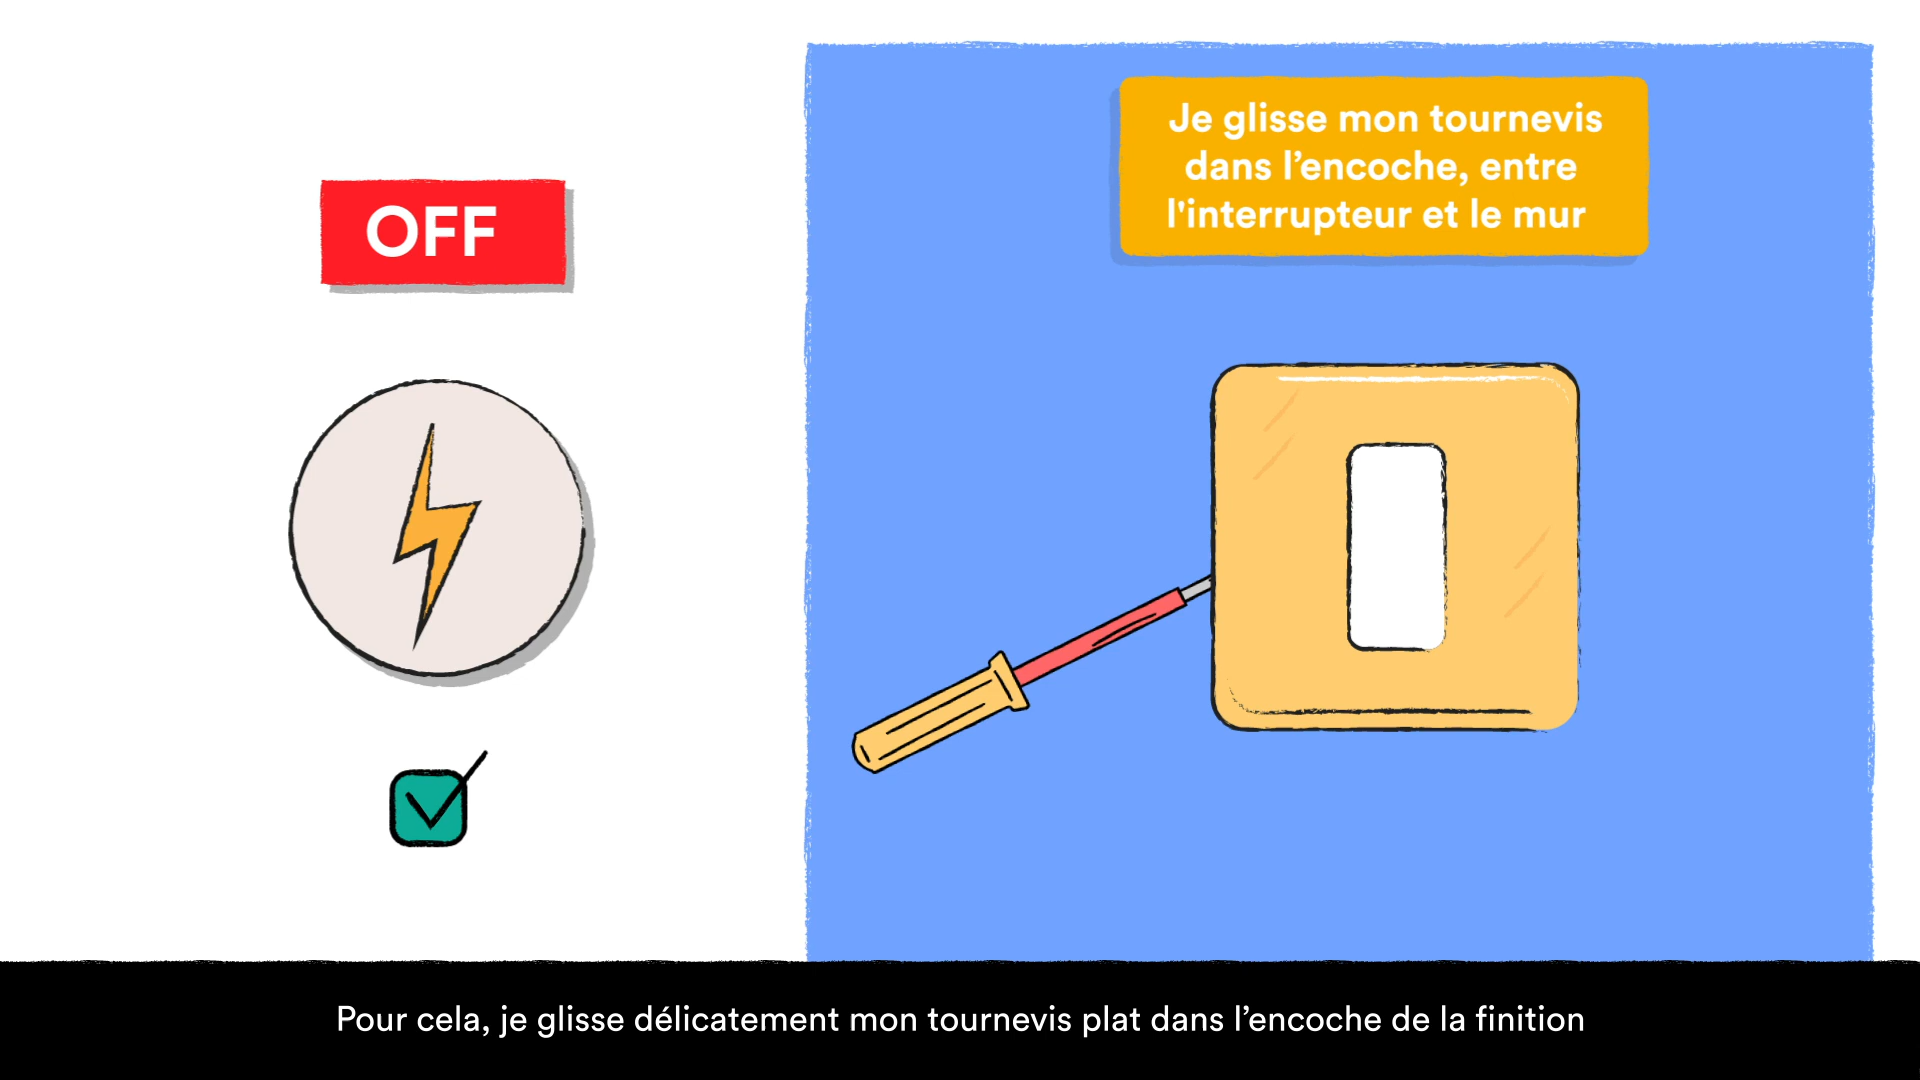 OFF
Je glisse mon tournevis
dans l’encoche, entre
l'interrupteur et le mur
Pour cela, je glisse délicatement mon tournevis plat dans l’encoche de la finition